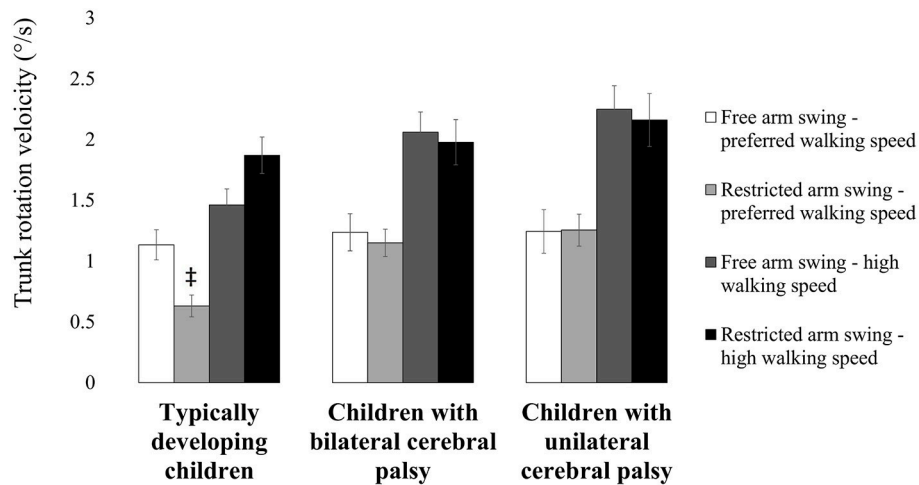 Trunk rotation veloicity (°/s)
3
2.5
2
1.5
1
0.5
0
‡
Typically
developing
children
Children with
bilateral cerebral
palsy
Children with
unilateral
cerebral palsy
Free arm swing -
preferred walking speed
Restricted arm swing -
preferred walking speed
Free arm swing - high
walking speed
Restricted arm swing -
high walking speed